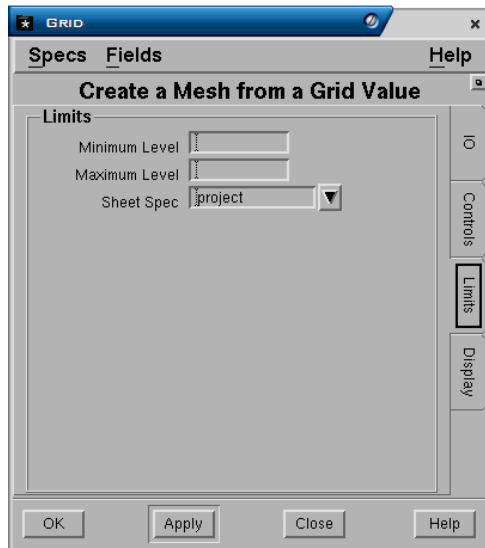 GRID
Specs Fields Help
Create a Mesh from a Grid Value
Limits
Minimum Level
Maximum Level
Sheet Spec project
IO
Controls
Limits
Display
OK Apply Close Help